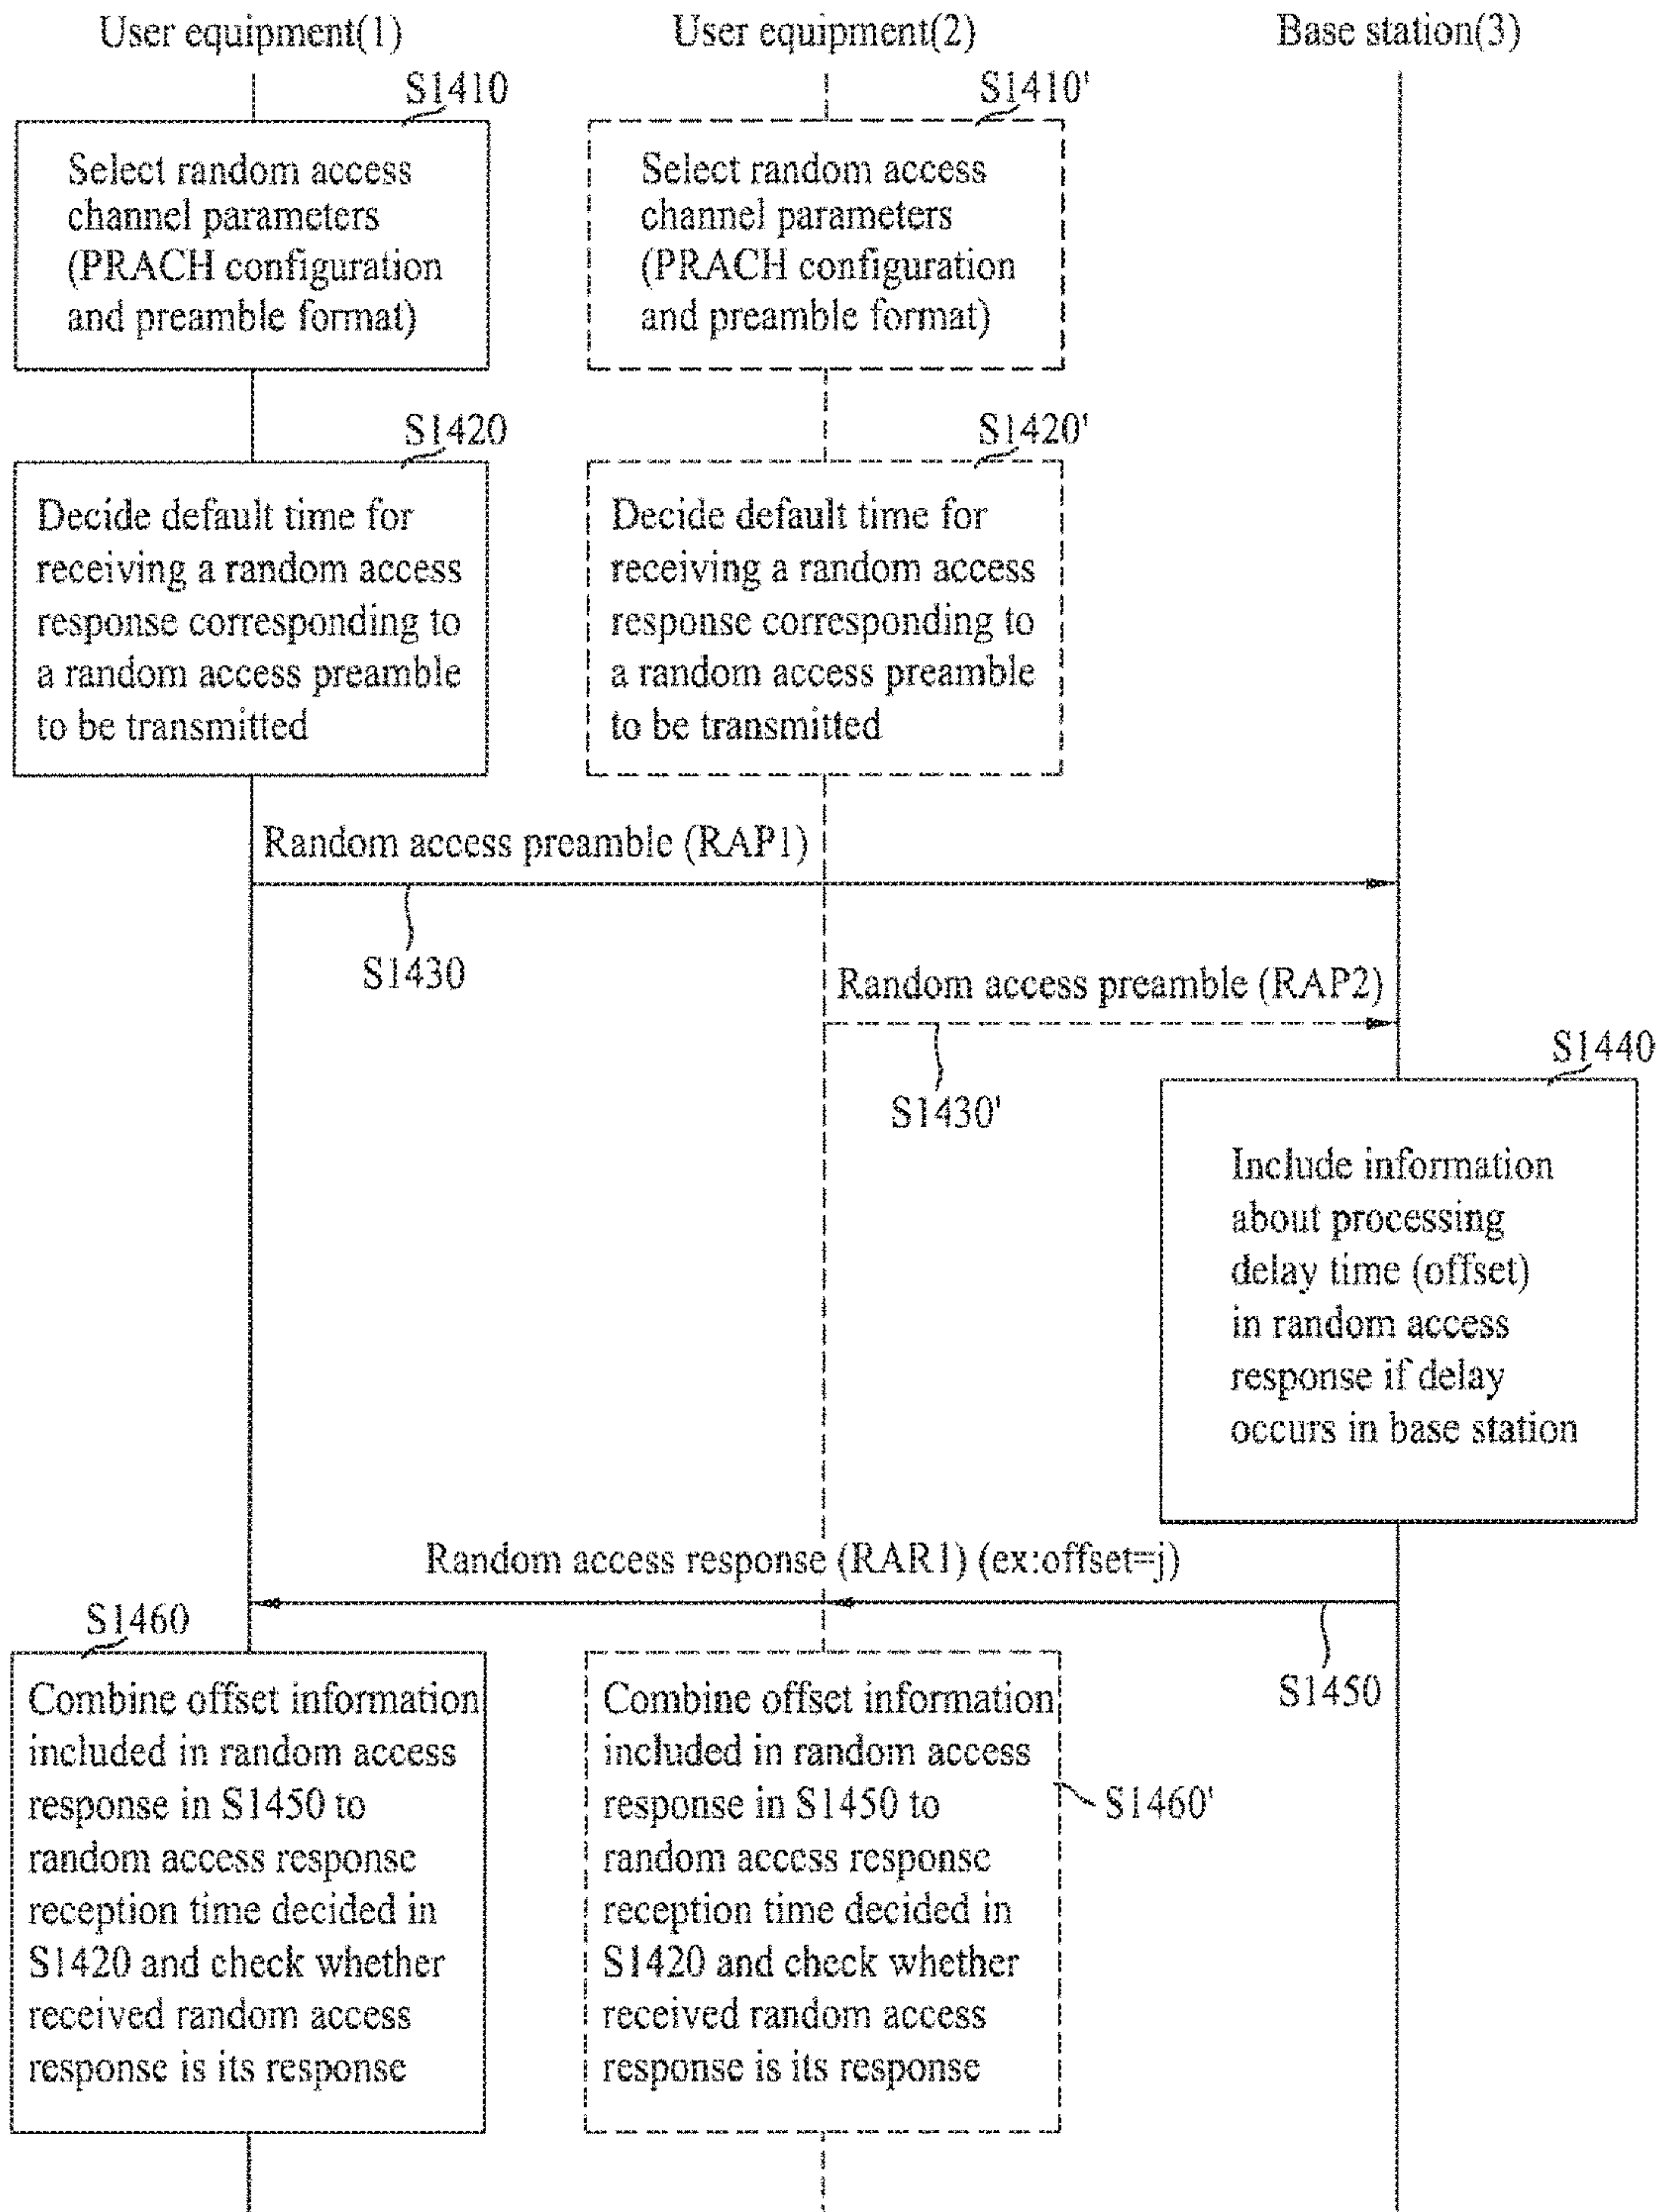 User equipment(1)
User equipment(2)
Base station(3)
S1410
S1410'
Select random access
channel parameters
(PRACH configuration
and preamble format)
Select random access
channel parameters
(PRACH configuration
and preamble format)
S1420
S1420'
Decide default time for
receiving a random access
response corresponding to
a random access preamble
to be transmitted
Decide default time for
receiving a random access
response corresponding to
a random access preamble
to be transmitted
Random access preamble (RAP1)
S1430
Random access preamble (RAP2)
S1430'
S1440
Include information
about processing
delay time (offset)
in random access
response if delay
occurs in base station
Random access response (RAR1) (ex:offset=j)
S1450
S1460
Combine offset information
included in random access
response in S1450 to
random access response
reception time decided in
S1420 and check whether
received random access
response is its response
Combine offset information
included in random access
response in S1450 to
random access response
reception time decided in
S1420 and check whether
received random access
response is its response
S1460'